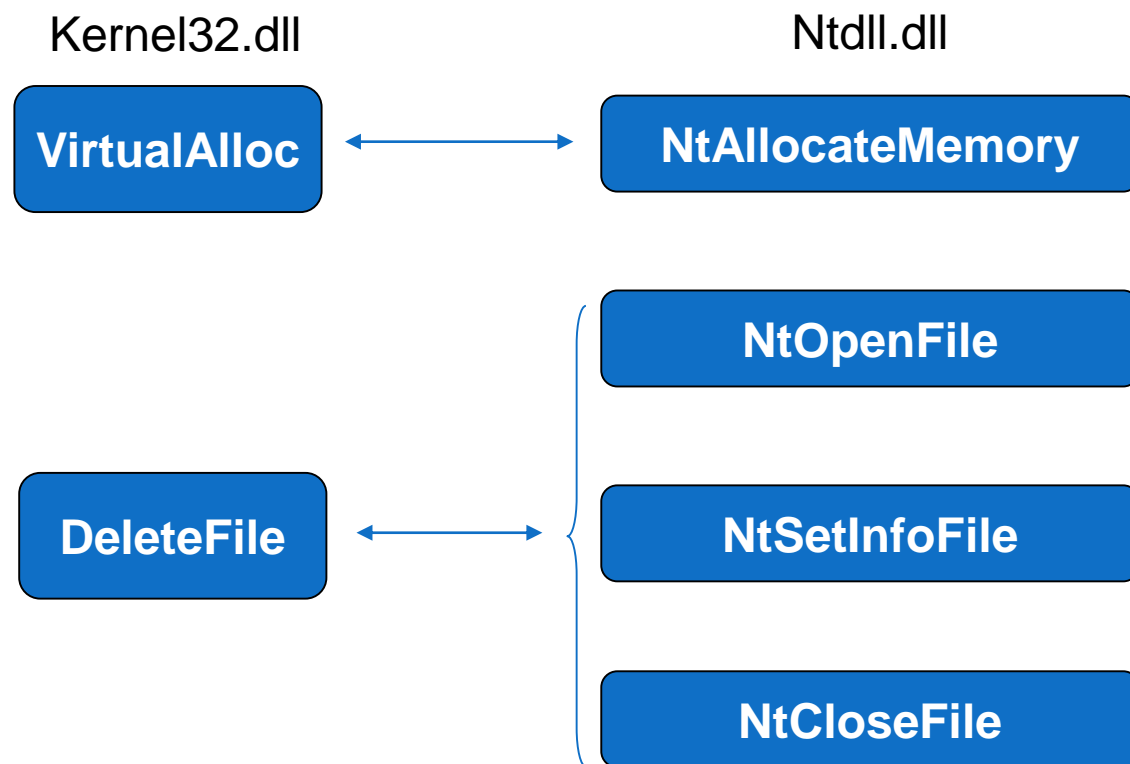 Kernel32.dll
Ntdll.dll
VirtualAlloc
NtAllocateMemory
NtOpenFile
DeleteFile
NtSetInfoFile
NtCloseFile